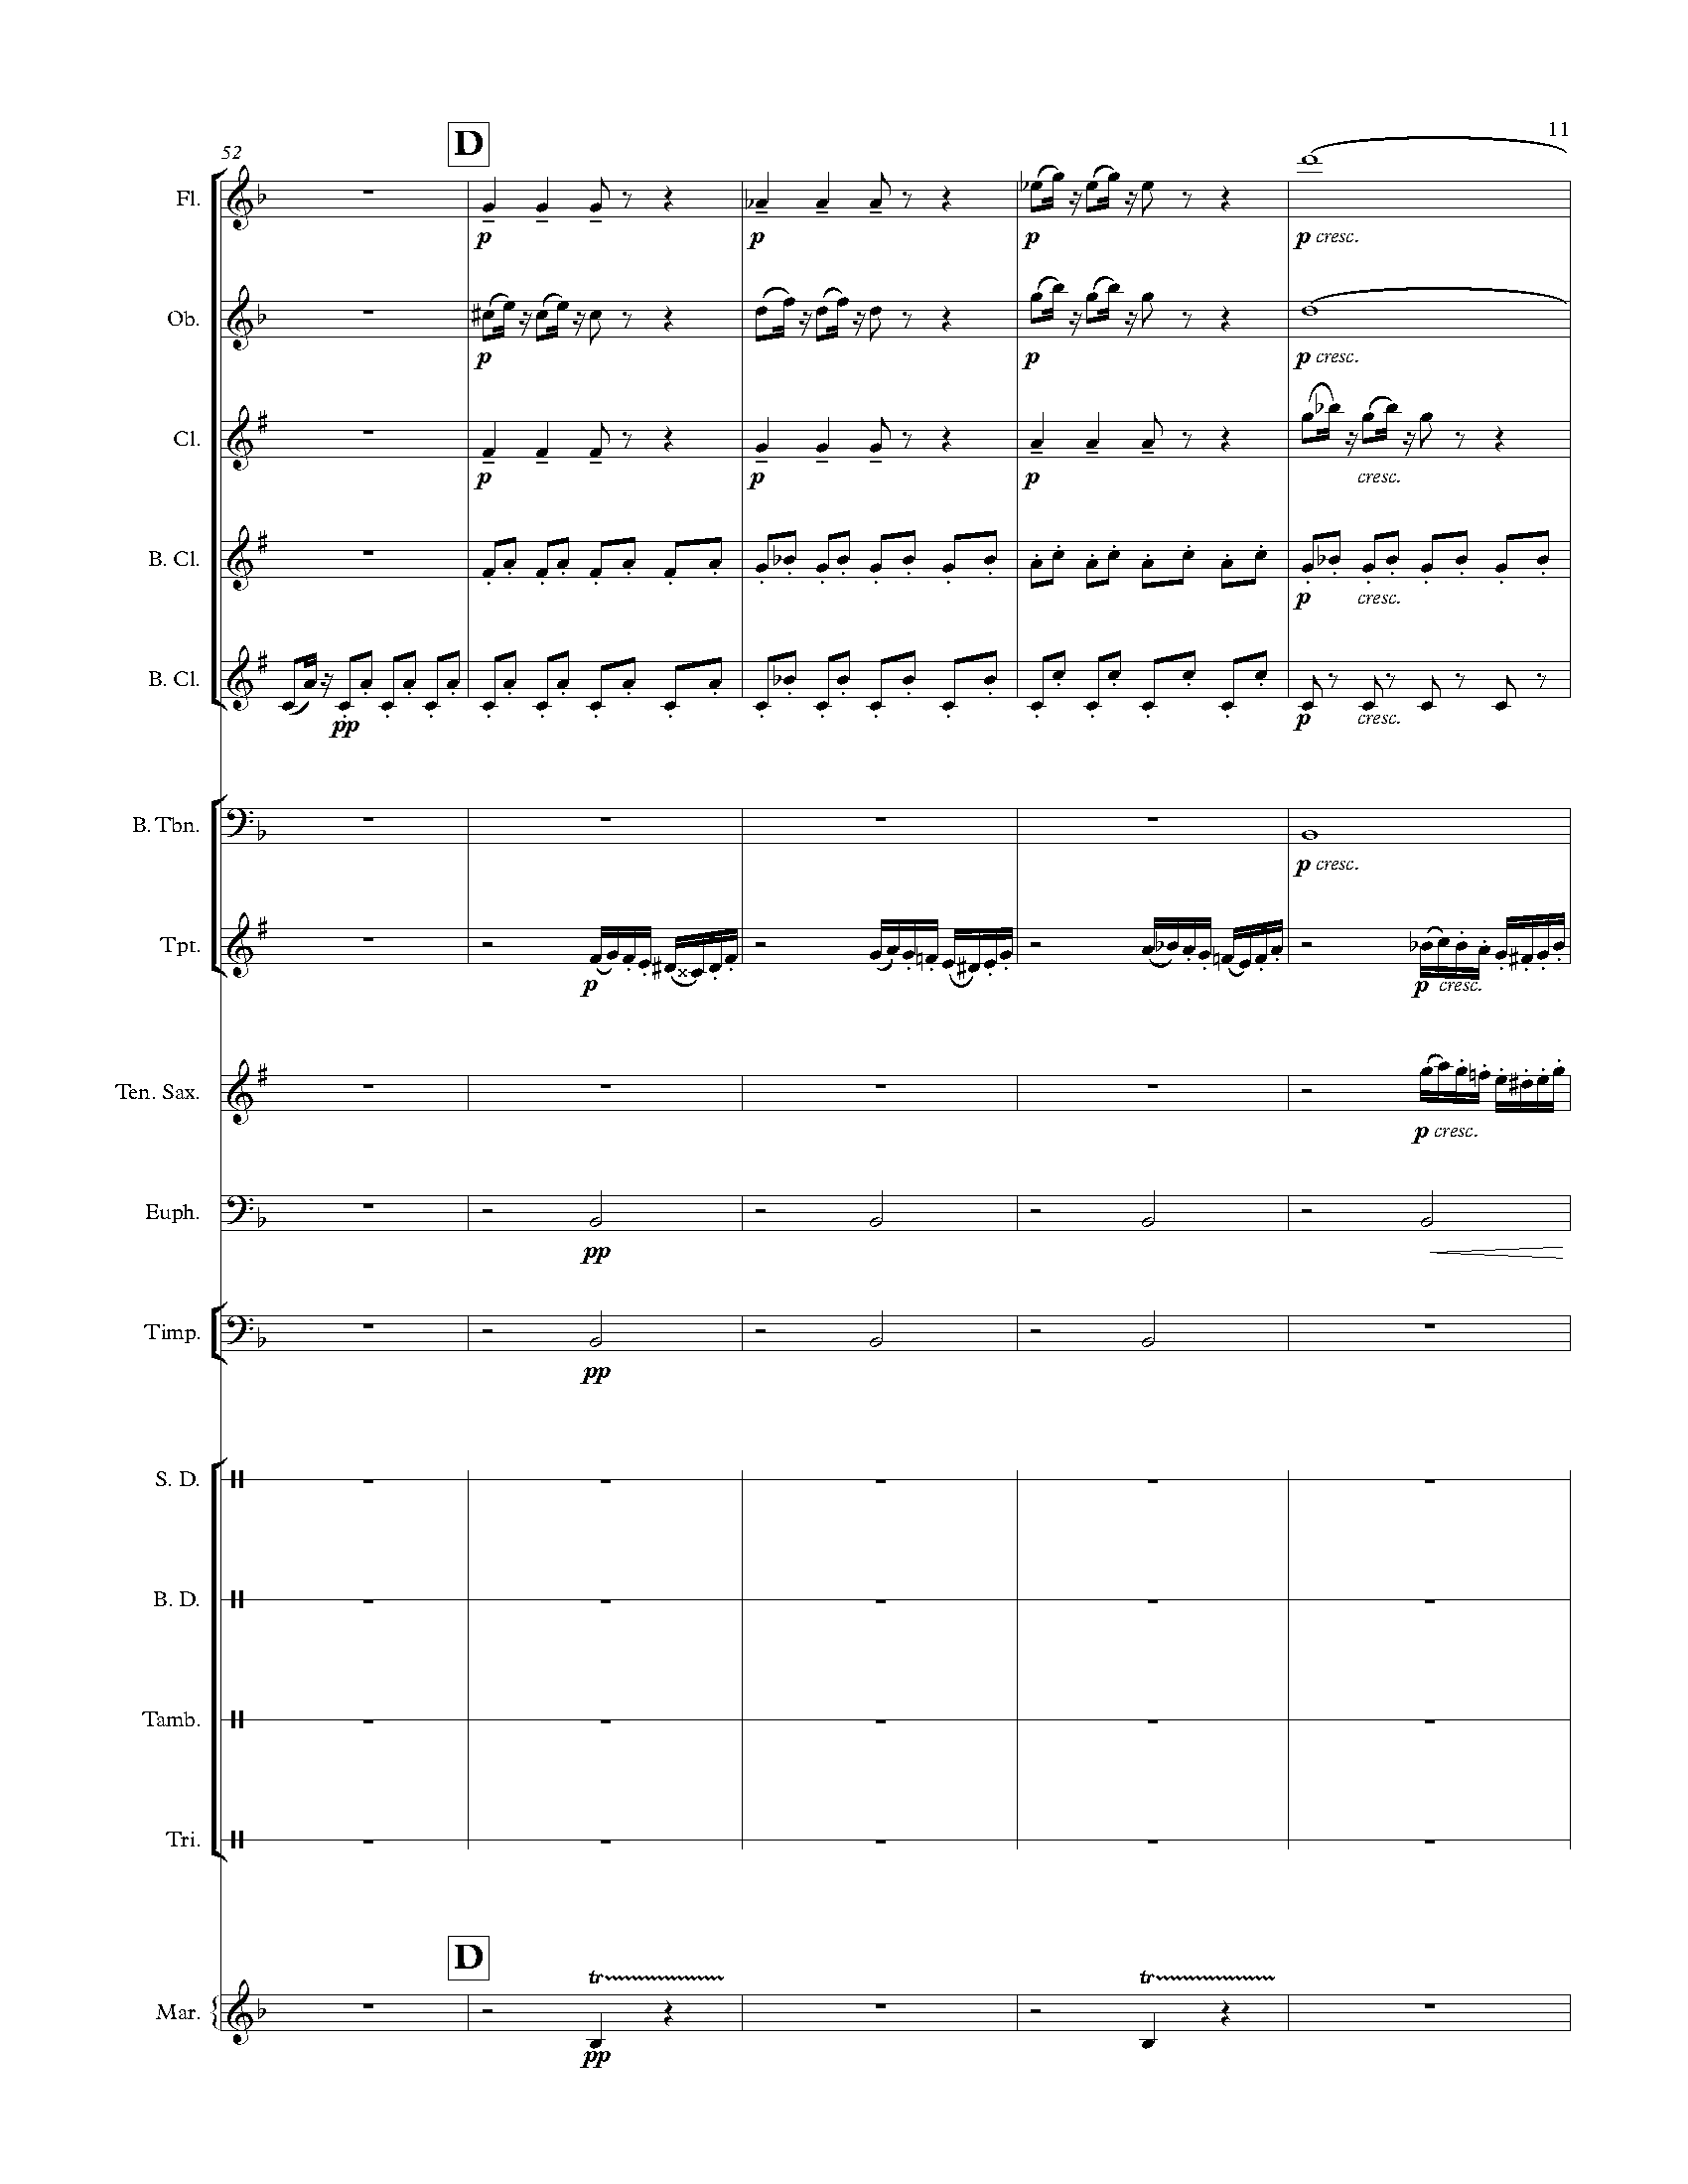 11
52
D
Fl.
p p p p cresc.
Ob.
p p p cresc.
Cl.
p p p cresc.
B. Cl.
p cresc.
B. Cl.
pp p cresc.
B. Tbn.
p cresc.
Tpt.
p p cresc.
Ten. Sax.
p cresc.
Euph.
pp
Timp.
pp
S. D.
B. D.
Tamb.
Tri.
D
tr tr
Mar.
pp